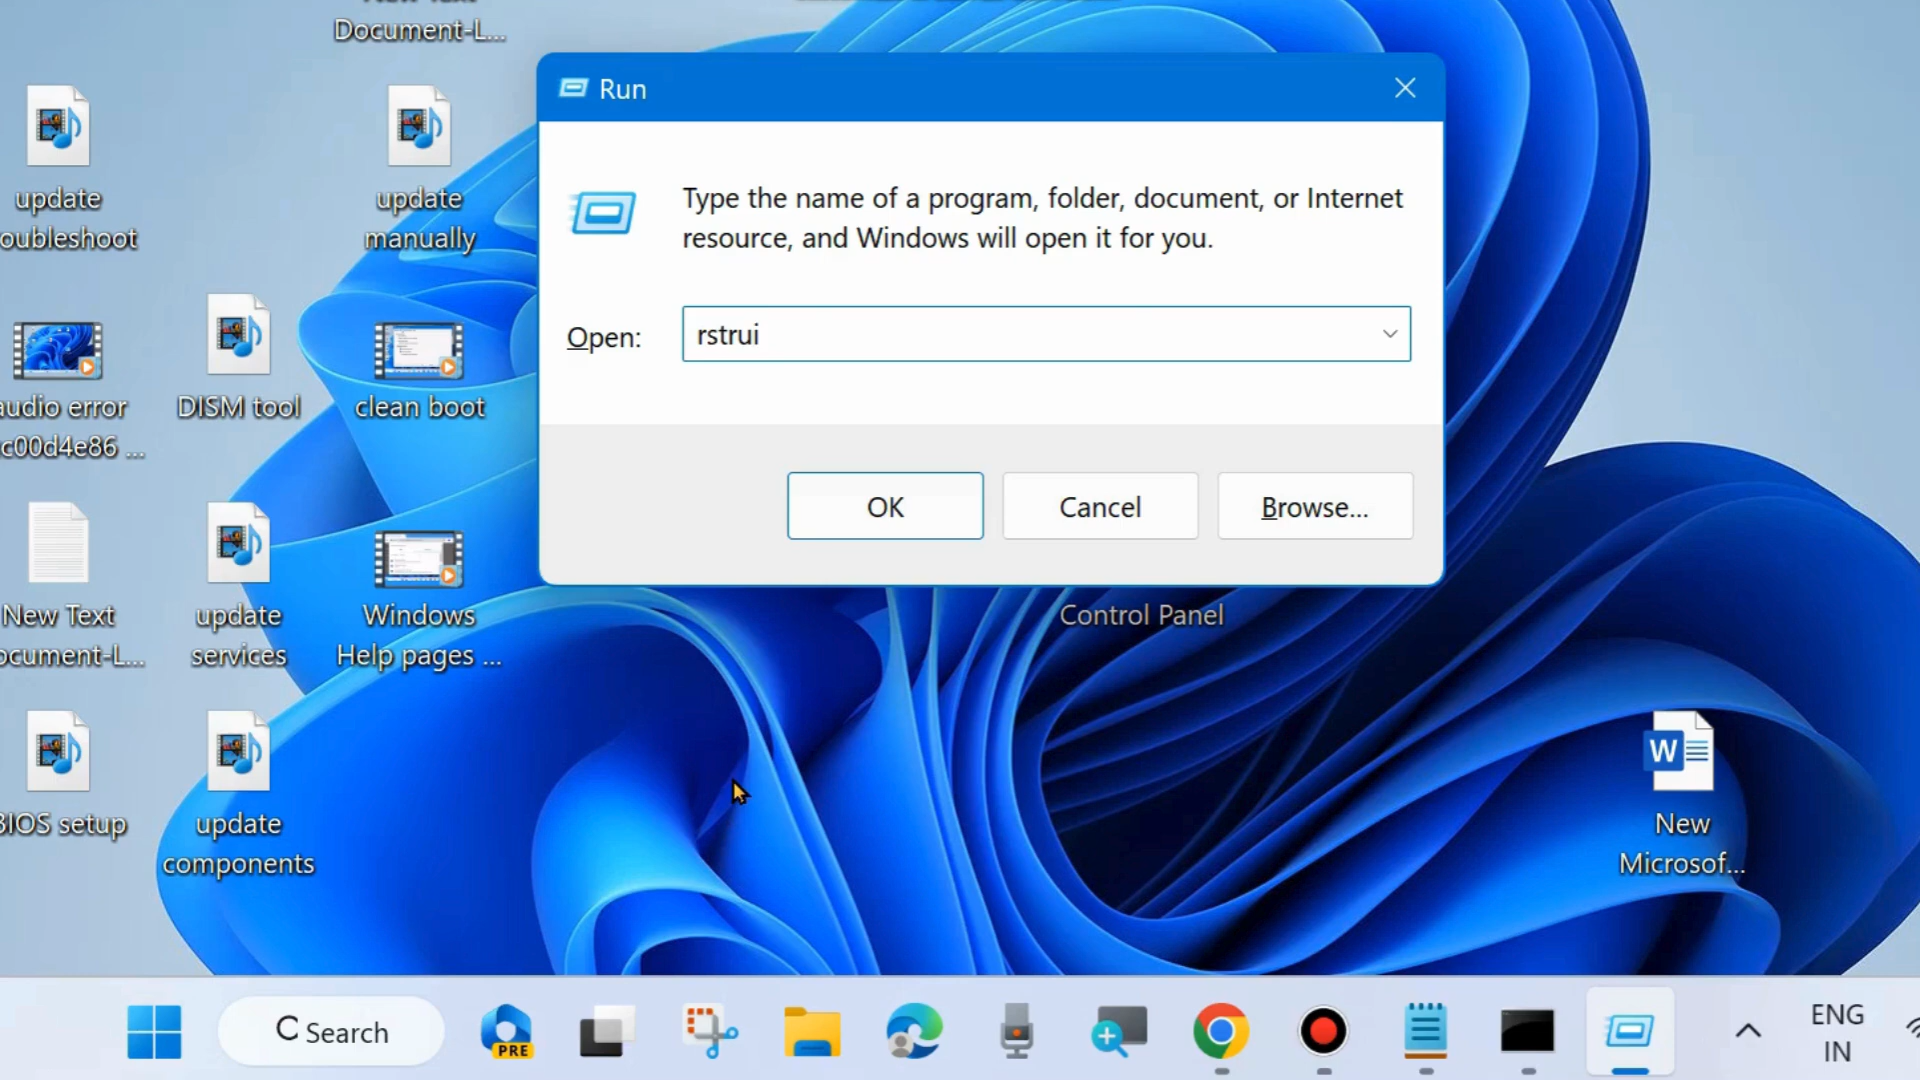 Document-L...
Run
Type the name of a program, folder, document, or Internet
resource, and Windows will open it for you.
Open:
rstrui
OK
Cancel
Browse...
update
oubleshoot
update
manually
audio error
c00d4e86 ...
DISM tool
clean boot
New Text
ocument-L...
update
services
Windows
Help pages ...
Control Panel
BIOS setup
update
components
W
New
Microsof...
Search
PRE
ENG
IN